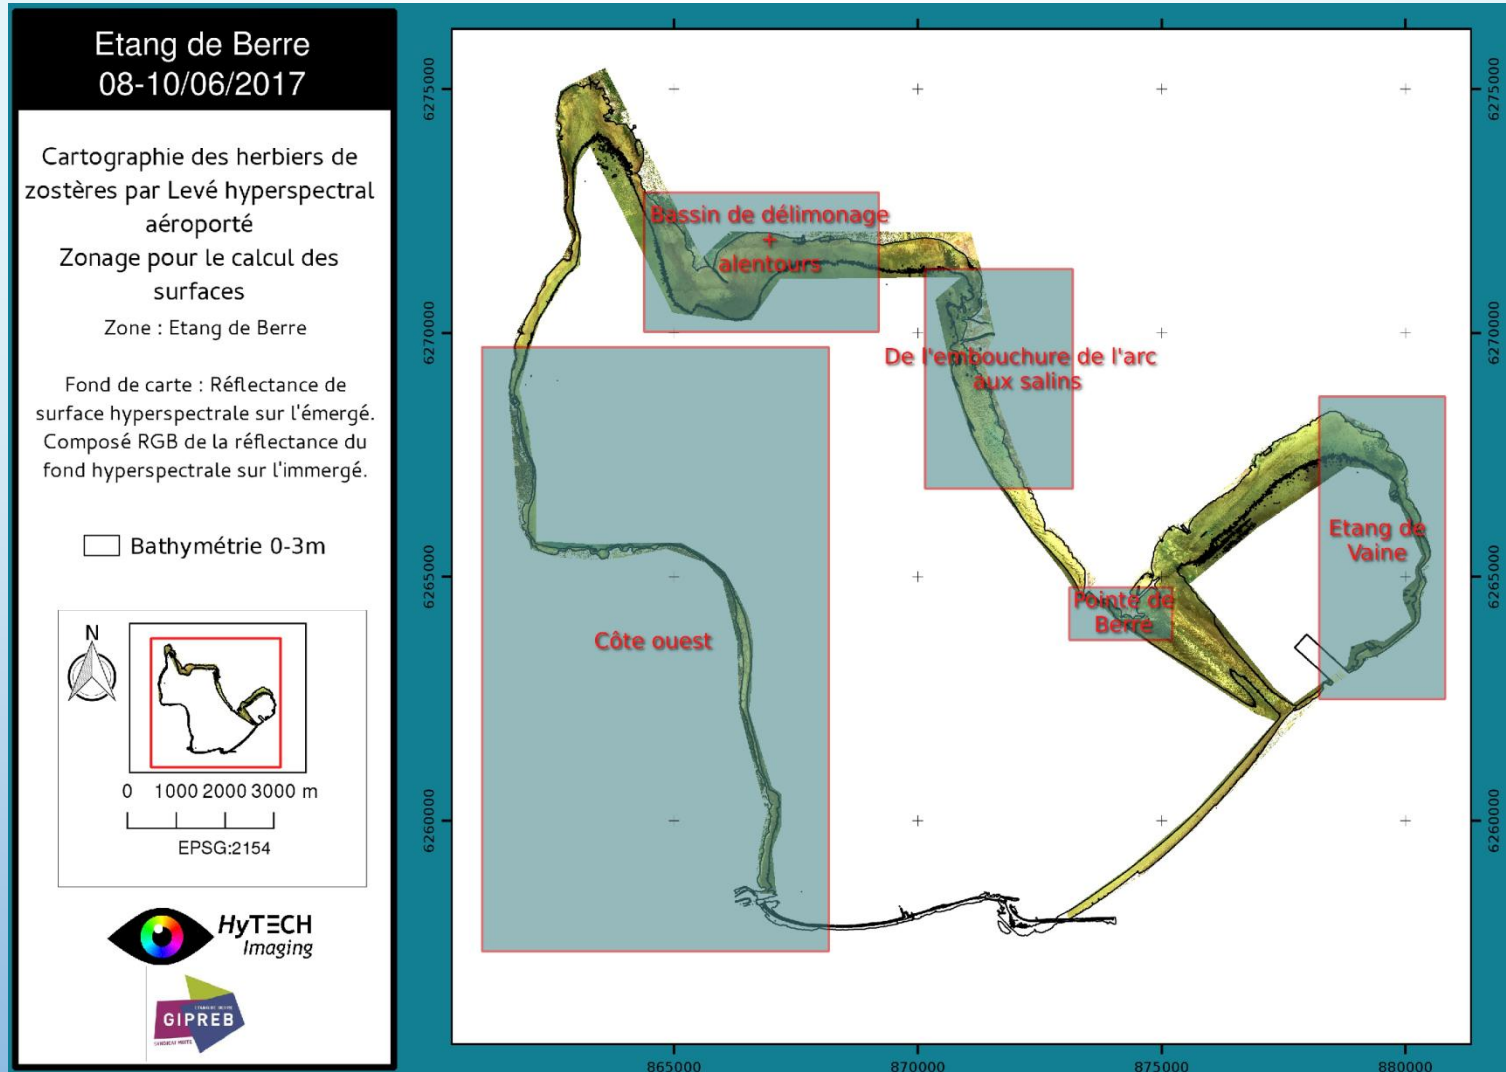 Etang de Berre
08-10/06/2017
Cartographie des herbiers de
zostères par Levé hyperspectral
aéroporté
Zonage pour le calcul des
surfaces
Zone : Etang de Berre
Fond de carte : Réflectance de
surface hyperspectrale sur l'émergé.
Composé RGB de la réflectance du
fond hyperspectrale sur l'immergé.
Bathymétrie 0-3m
N
0 1000 2000 3000 m
EPSG:2154
HyTECH
Imaging
GIPREB
6275000
6270000
6265000
6260000
Bassin de délimonage
+
alentours
De l'embouchure de l'arc
aux salins
Etang de
Vaine
Pointe de
Berre
Côte ouest
6275000
6270000
6265000
6260000
865000
870000
875000
880000